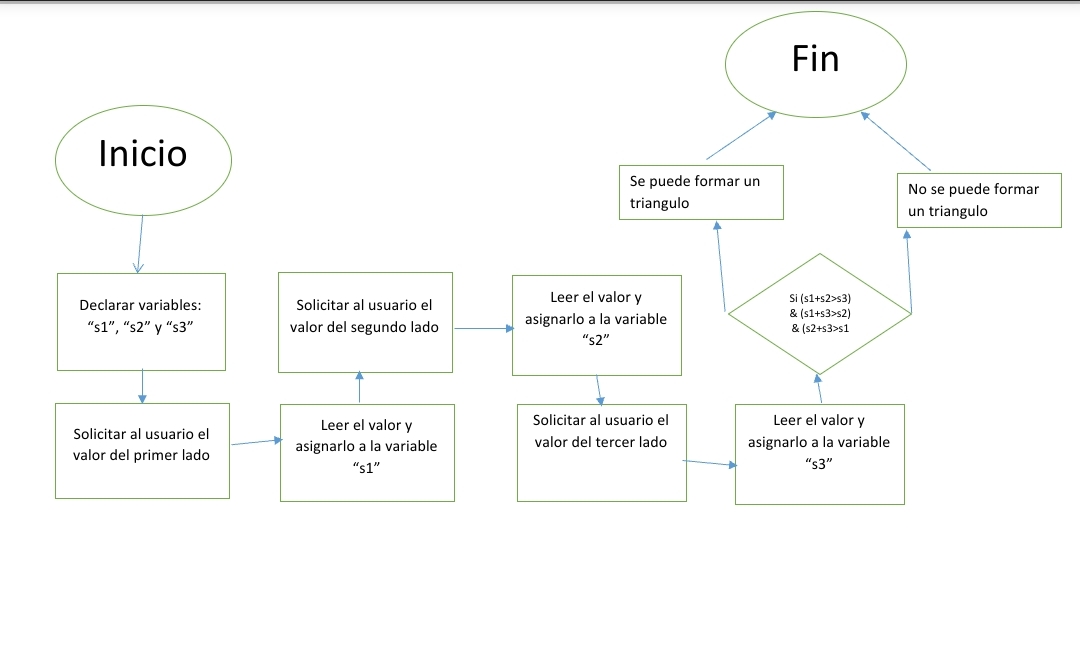 Inicio
Declarar variables:
“s1”, “s2” y “s3”
Solicitar al usuario el
valor del primer lado
Leer el valor y
asignarlo a la variable
“s1”
Solicitar al usuario el
valor del segundo lado
Leer el valor y
asignarlo a la variable
“s2”
Solicitar al usuario el
valor del tercer lado
Leer el valor y
asignarlo a la variable
“s3”
Si (s1+s2>s3)
& (s1+s3>s2)
& (s2+s3>s1
Se puede formar un
triangulo
No se puede formar
un triangulo
Fin